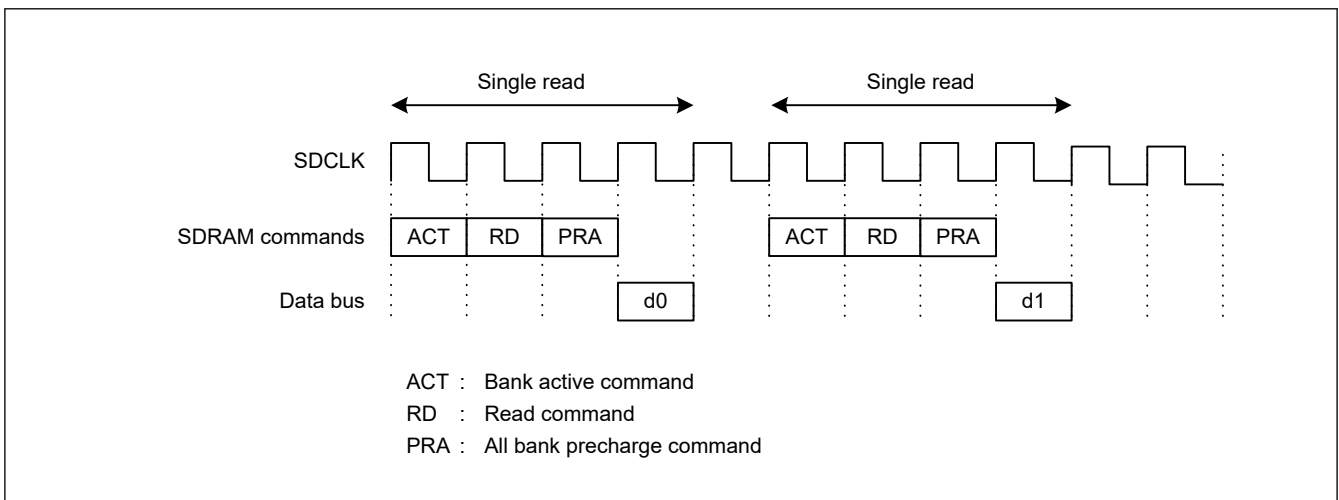 Single read Single read
SDCLK
SDRAM commands ACT RD PRA ACT RD PRA
Data bus d0 d1
ACT : Bank active command
RD : Read command
PRA : All bank precharge command